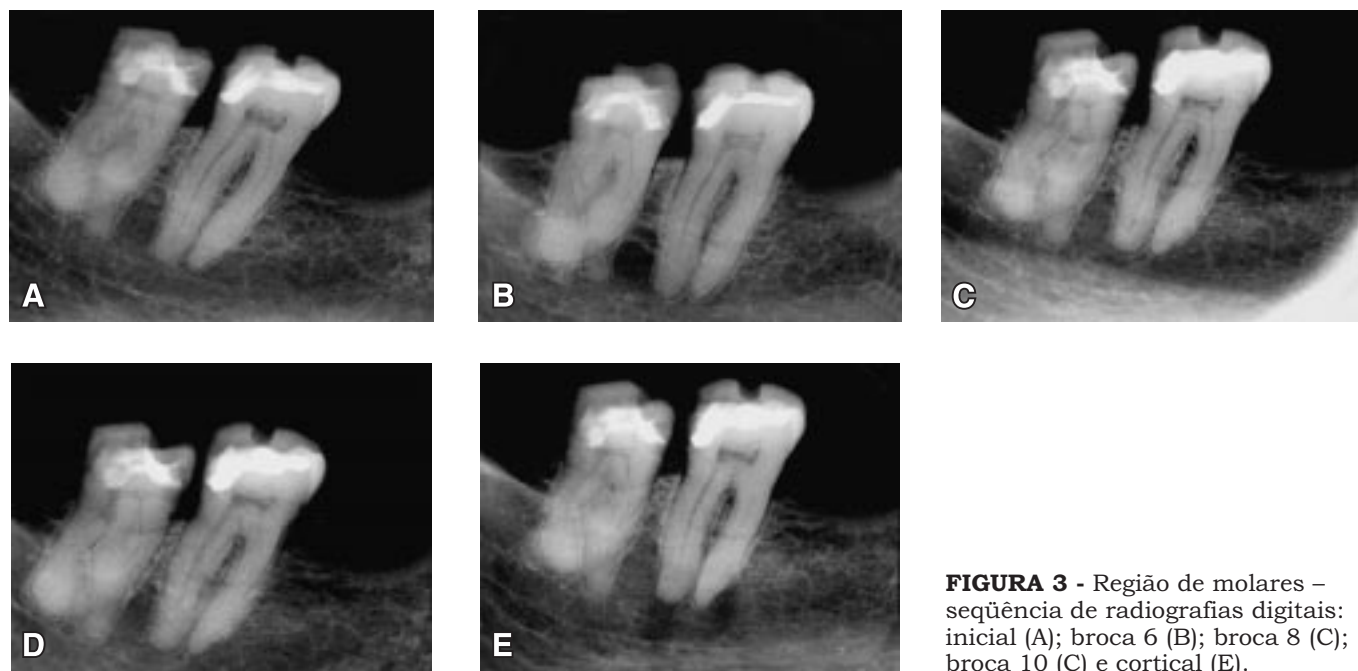 A
B
C
D
E
FIGURA 3 - Região de molares –
seqüência de radiografias digitais:
inicial (A); broca 6 (B); broca 8 (C);
broca 10 (C) e cortical (E).